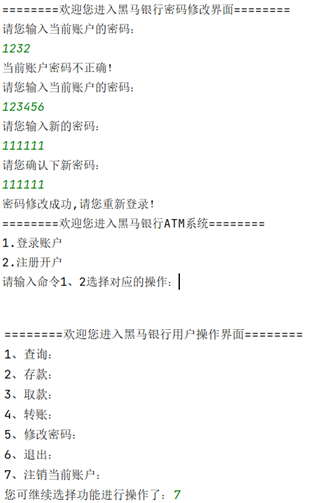 ========欢迎您进入黑马银行密码修改界面========
请您输入当前账户的密码：
1232
当前账户密码不正确！
请您输入当前账户的密码：
123456
请您输入新的密码：
111111
请您确认下新密码：
111111
密码修改成功,请您重新登录！
========欢迎您进入黑马银行ATM系统========
1.登录账户
2.注册开户
请输入命令1、2选择对应的操作：
========欢迎您进入黑马银行用户操作界面========
1、查询：
2、存款：
3、取款：
4、转账：
5、修改密码：
6、退出：
7、注销当前账户：
您可继续选择功能进行操作了：7